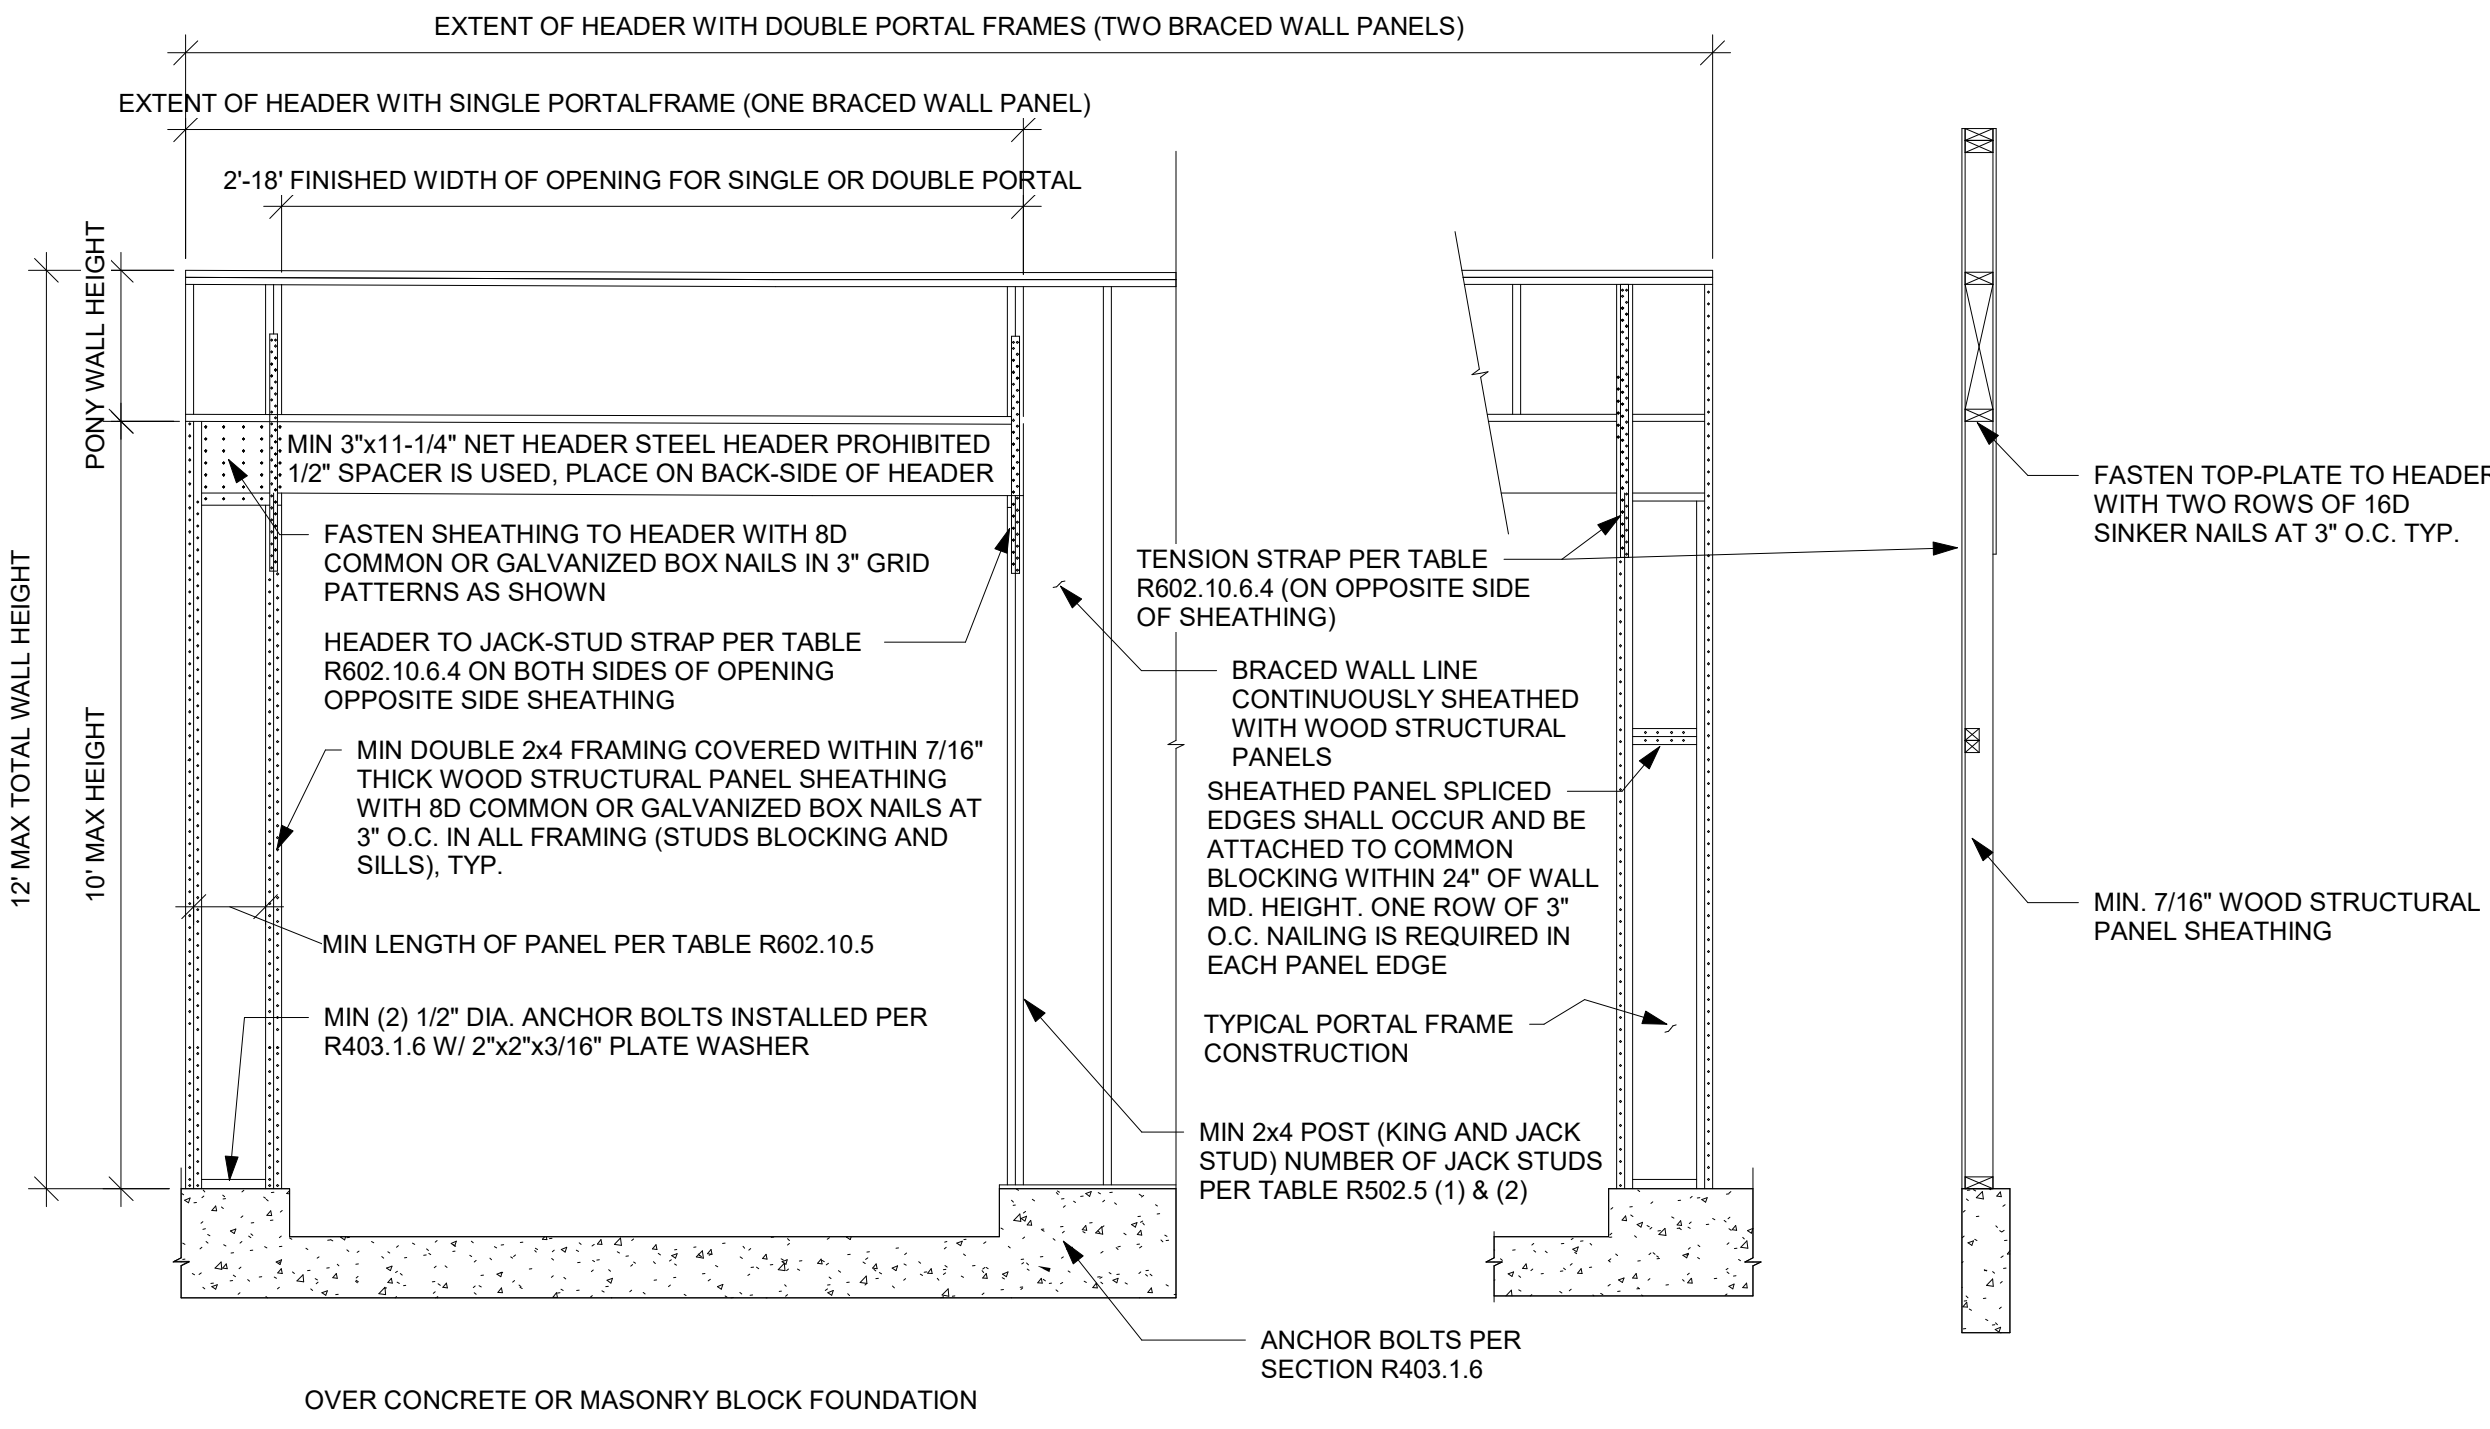 EXTENT OF HEADER WITH DOUBLE PORTAL FRAMES (TWO BRACED WALL PANELS)
EXTENT OF HEADER WITH SINGLE PORTALFRAME (ONE BRACED WALL PANEL)
2'-18' FINISHED WIDTH OF OPENING FOR SINGLE OR DOUBLE PORTAL
PONY WALL HEIGHT
12' MAX TOTAL WALL HEIGHT
10' MAX HEIGHT
MIN 3"x11-1/4" NET HEADER STEEL HEADER PROHIBITED
1/2" SPACER IS USED, PLACE ON BACK-SIDE OF HEADER
FASTEN SHEATHING TO HEADER WITH 8D
COMMON OR GALVANIZED BOX NAILS IN 3" GRID
PATTERNS AS SHOWN
HEADER TO JACK-STUD STRAP PER TABLE
R602.10.6.4 ON BOTH SIDES OF OPENING
OPPOSITE SIDE SHEATHING
MIN DOUBLE 2x4 FRAMING COVERED WITHIN 7/16"
THICK WOOD STRUCTURAL PANEL SHEATHING
WITH 8D COMMON OR GALVANIZED BOX NAILS AT
3" O.C. IN ALL FRAMING (STUDS BLOCKING AND
SILLS), TYP.
MIN LENGTH OF PANEL PER TABLE R602.10.5
MIN (2) 1/2" DIA. ANCHOR BOLTS INSTALLED PER
R403.1.6 W/ 2"x2"x3/16" PLATE WASHER
TENSION STRAP PER TABLE
R602.10.6.4 (ON OPPOSITE SIDE
OF SHEATHING)
BRACED WALL LINE
CONTINUOUSLY SHEATHED
WITH WOOD STRUCTURAL
PANELS
SHEATHED PANEL SPLICED
EDGES SHALL OCCUR AND BE
ATTACHED TO COMMON
BLOCKING WITHIN 24" OF WALL
MD. HEIGHT. ONE ROW OF 3"
O.C. NAILING IS REQUIRED IN
EACH PANEL EDGE
TYPICAL PORTAL FRAME
CONSTRUCTION
MIN 2x4 POST (KING AND JACK
STUD) NUMBER OF JACK STUDS
PER TABLE R502.5 (1) & (2)
ANCHOR BOLTS PER
SECTION R403.1.6
FASTEN TOP-PLATE TO HEADER
WITH TWO ROWS OF 16D
SINKER NAILS AT 3" O.C. TYP.
MIN. 7/16" WOOD STRUCTURAL
PANEL SHEATHING
OVER CONCRETE OR MASONRY BLOCK FOUNDATION